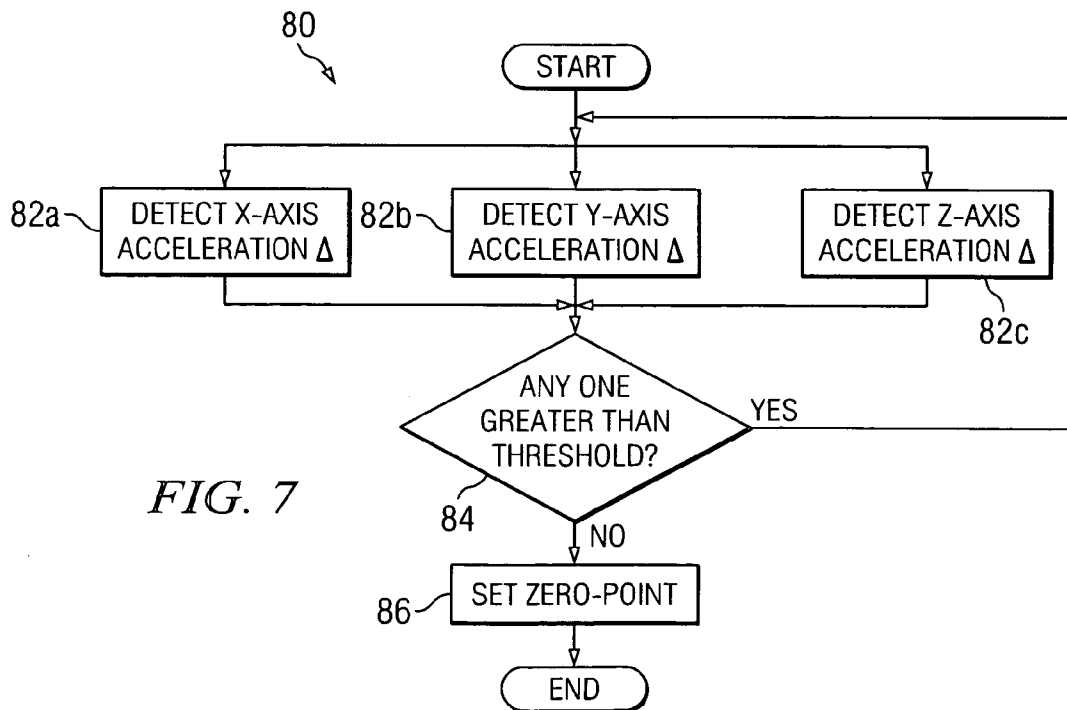 80
START
82a
DETECT X-AXIS
ACCELERATION Δ
82b
DETECT Y-AXIS
ACCELERATION Δ
DETECT Z-AXIS
ACCELERATION Δ
82c
ANY ONE
GREATER THAN
THRESHOLD?
YES
84
FIG. 7
NO
86
SET ZERO-POINT
END